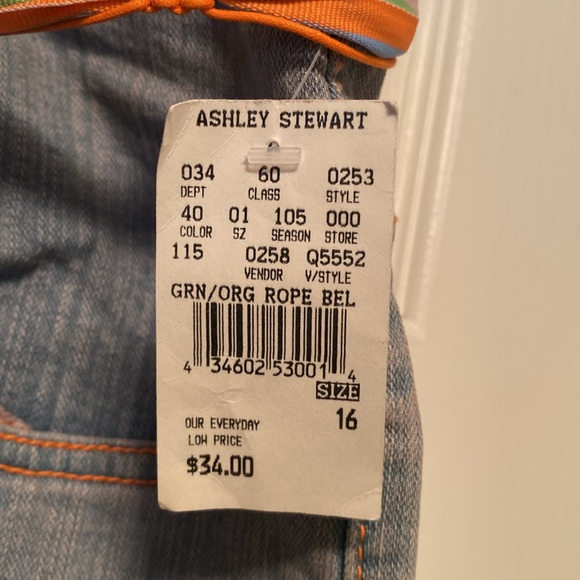 ASHLEY STEWART
034 60 0253
DEPT CLASS STYLE
40 01 105 000
COLOR SZ SEASON STORE
115 0258 Q5552
VENDOR V/STYLE
GRN/ORG ROPE BEL
4 34602 53001 4
SIZE
16
OUR EVERYDAY
LOW PRICE
$34.00